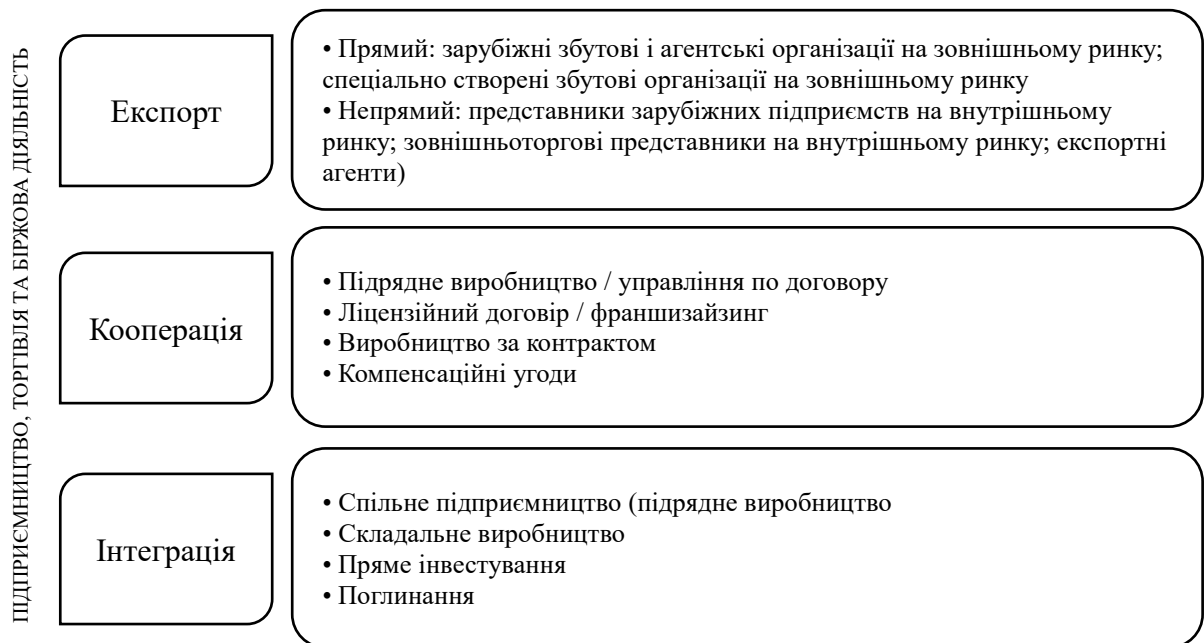 ПІДПРИЄМНИЦТВО, ТОРГІВЛЯ ТА БІРЖОВА ДІЯЛЬНІСТЬ
Експорт
• Прямий: зарубіжні збутові і агентські організації на зовнішньому ринку;
спеціально створені збутові організації на зовнішньому ринку
• Непрямий: представники зарубіжних підприємств на внутрішньому
ринку; зовнішньоторгові представники на внутрішньому ринку; експортні
агенти)
Кооперація
• Підрядне виробництво / управління по договору
• Ліцензійний договір / франшизайзинг
• Виробництво за контрактом
• Компенсаційні угоди
Інтеграція
• Спільне підприємництво (підрядне виробництво
• Складальне виробництво
• Пряме інвестування
• Поглинання